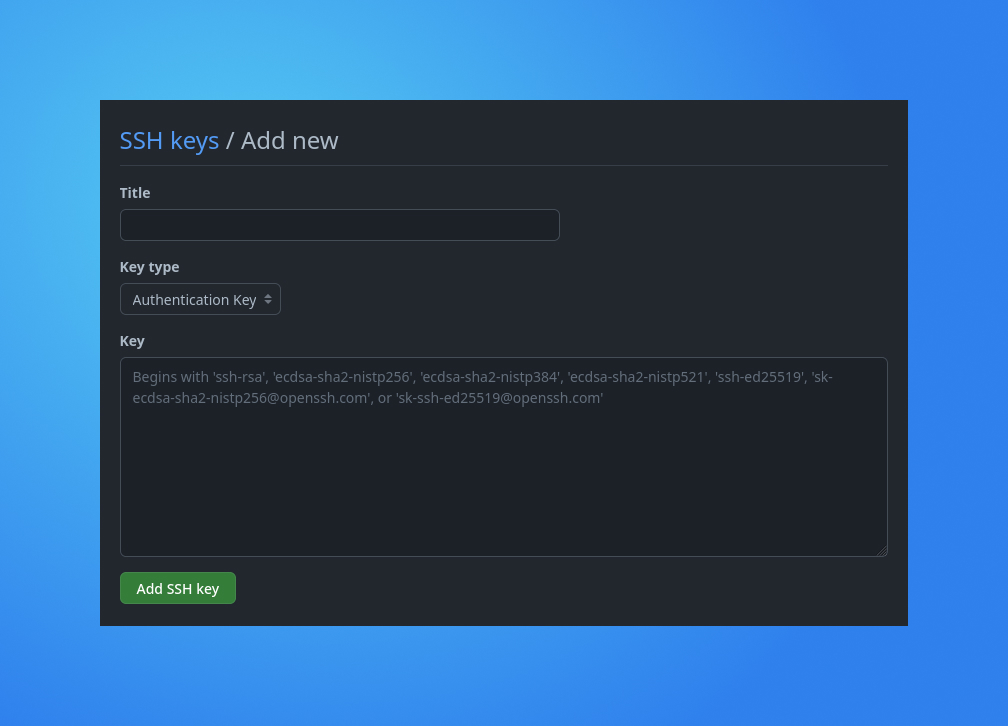 SSH keys / Add new
Title
Key type
Authentication Key
Key
Begins with 'ssh-rsa', 'ecdsa-sha2-nistp256', 'ecdsa-sha2-nistp384', 'ecdsa-sha2-nistp521', 'ssh-ed25519', 'sk-
ecdsa-sha2-nistp256@openssh.com', or 'sk-ssh-ed25519@openssh.com'
Add SSH key